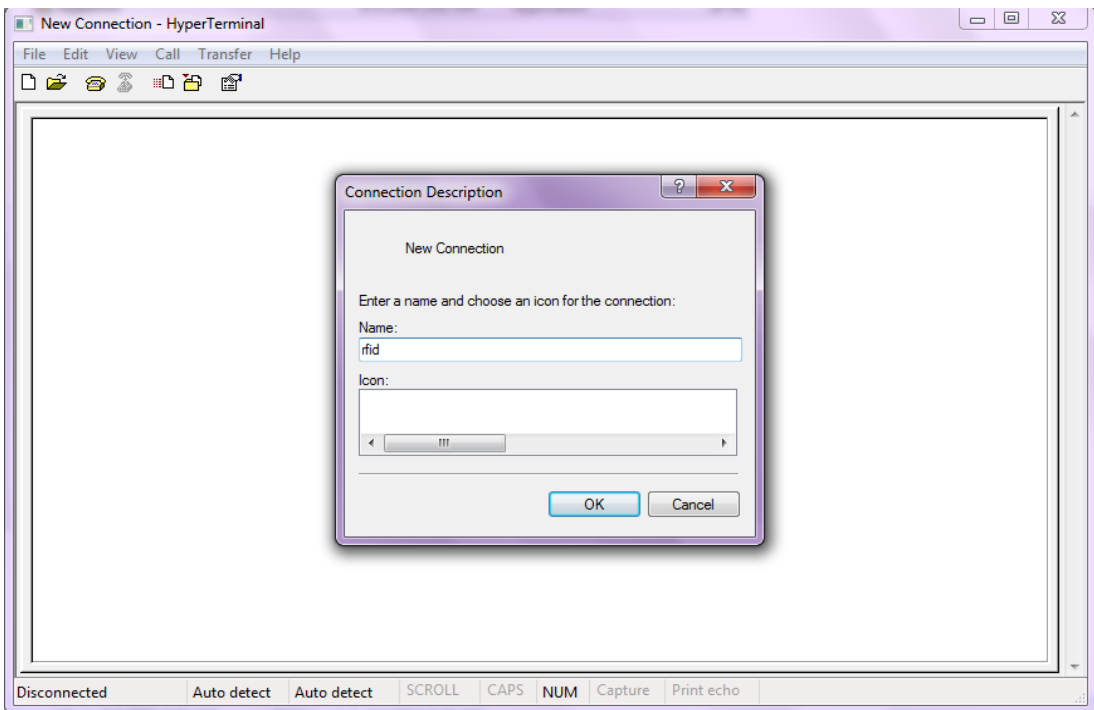 New Connection - HyperTerminal
File Edit View Call Transfer Help
Connection Description
New Connection
Enter a name and choose an icon for the connection:
Name:
rfid
Icon:
OK Cancel
Disconnected Auto detect Auto detect SCROLL CAPS NUM Capture Print echo